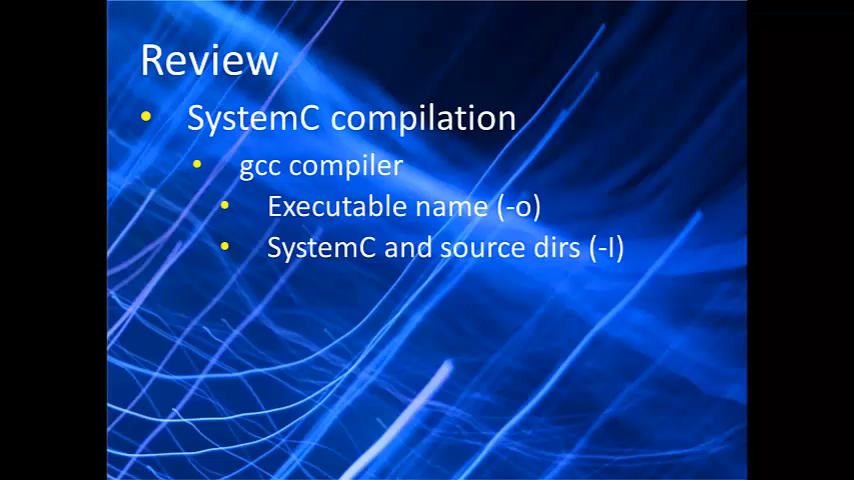 Review
• SystemC compilation
• gcc compiler
• Executable name (-o)
• SystemC and source dirs (-I)